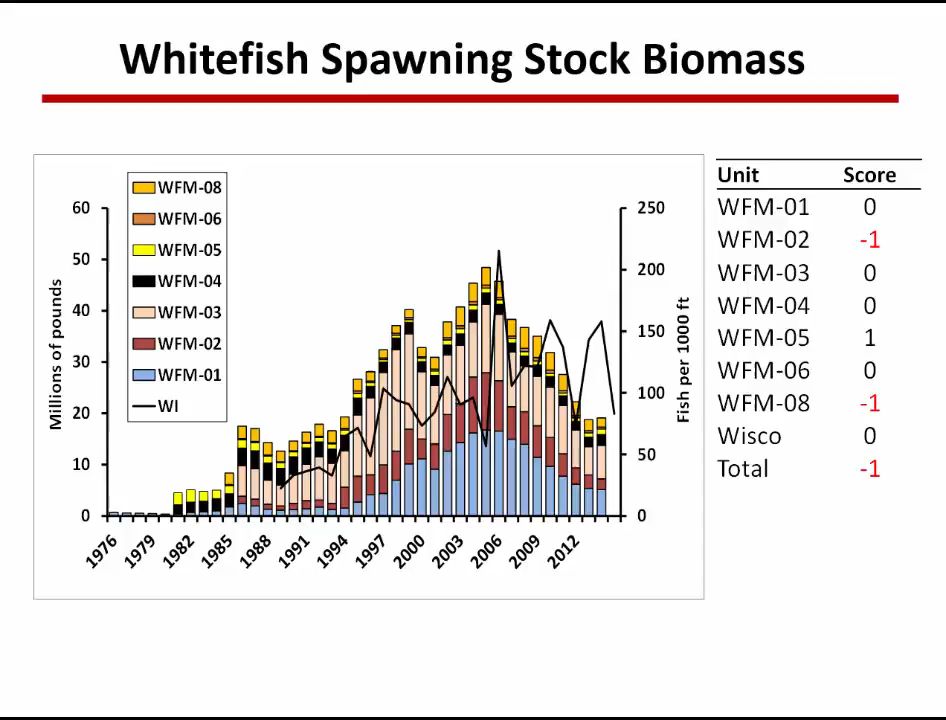 Whitefish Spawning Stock Biomass
WFM-08
WFM-06
WFM-05
WFM-04
WFM-03
WFM-02
WFM-01
WI
Millions of pounds
60
50
40
30
20
10
0
250
200
150
100
50
0
Fish per 1000 ft
1976
1979
1982
1985
1988
1991
1994
1997
2000
2003
2006
2009
2012
Unit Score
WFM-01 0
WFM-02 -1
WFM-03 0
WFM-04 0
WFM-05 1
WFM-06 0
WFM-08 -1
Wisco 0
Total -1